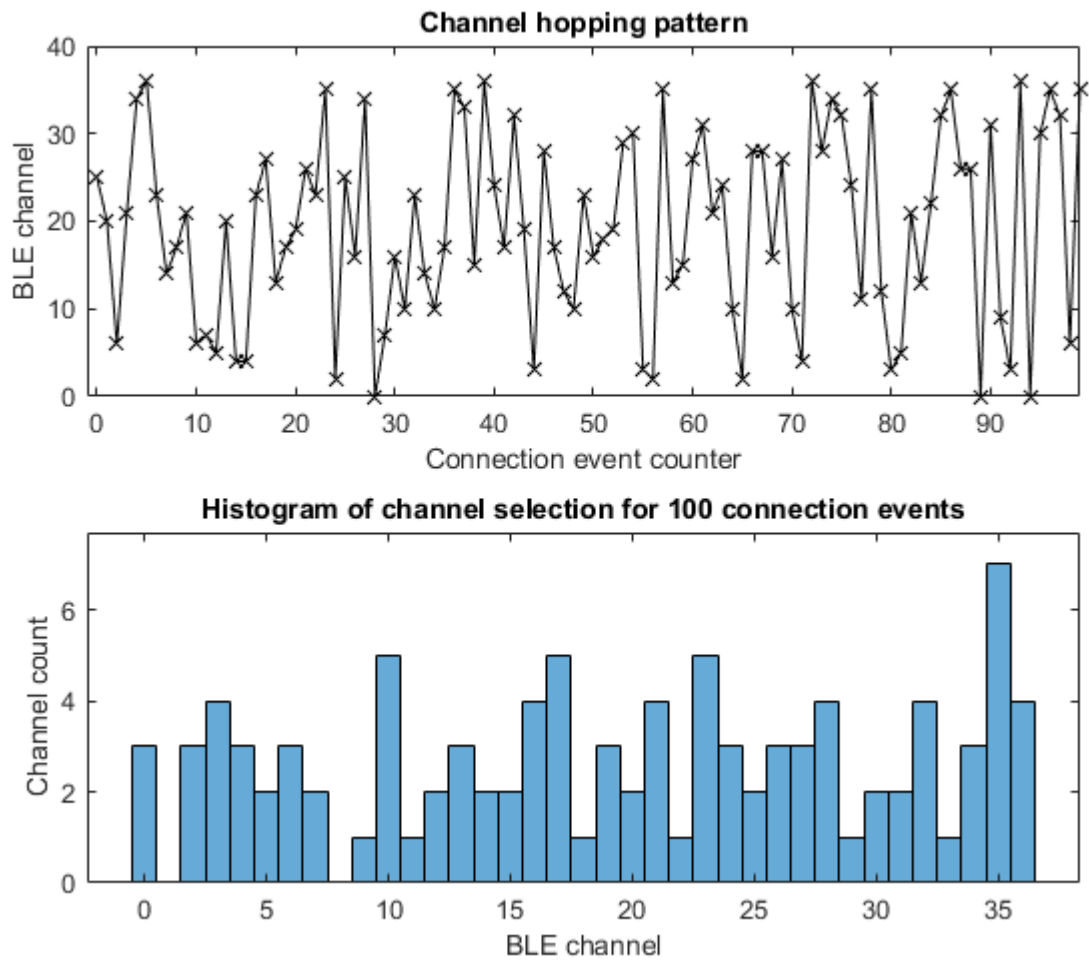 Channel hopping pattern
40
30
20
10
0
BLE channel
0 10 20 30 40 50 60 70 80 90
Connection event counter
Histogram of channel selection for 100 connection events
6
4
2
0
Channel count
0 5 10 15 20 25 30 35
BLE channel